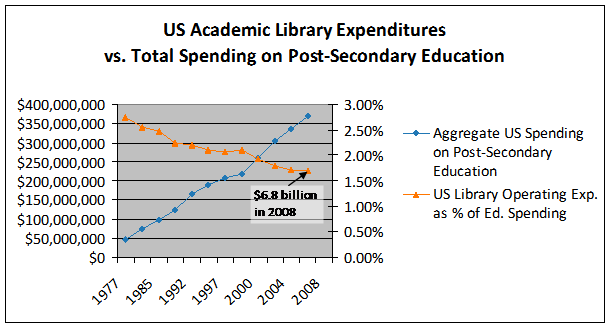 US Academic Library Expenditures
vs. Total Spending on Post-Secondary Education
$400,000,000
$350,000,000
$300,000,000
$250,000,000
$200,000,000
$150,000,000
$100,000,000
$50,000,000
$0
3.00%
2.50%
2.00%
1.50%
1.00%
0.50%
0.00%
$6.8 billion
in 2008
1977
1985
1992
1997
2000
2004
2008
Aggregate US Spending
on Post-Secondary
Education
US Library Operating Exp.
as % of Ed. Spending